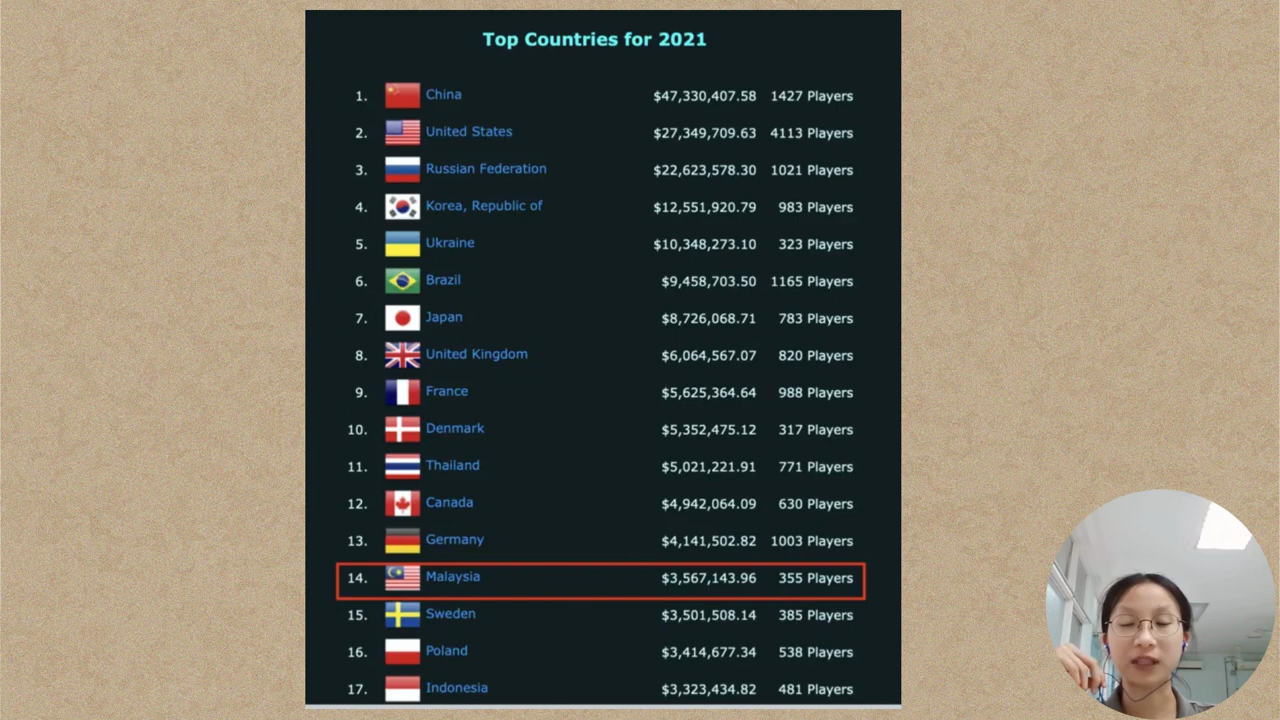 Top Countries for 2021
1. China $47,330,407.58 1427 Players
2. United States $27,349,709.63 4113 Players
3. Russian Federation $22,623,578.30 1021 Players
4. Korea, Republic of $12,551,920.79 983 Players
5. Ukraine $10,348,273.10 323 Players
6. Brazil $9,458,703.50 1165 Players
7. Japan $8,726,068.71 783 Players
8. United Kingdom $6,064,567.07 820 Players
9. France $5,625,364.64 988 Players
10. Denmark $5,352,475.12 317 Players
11. Thailand $5,021,221.91 771 Players
12. Canada $4,942,064.09 630 Players
13. Germany $4,141,502.82 1003 Players
14. Malaysia $3,567,143.96 355 Players
15. Sweden $3,501,508.14 385 Players
16. Poland $3,414,677.34 538 Players
17. Indonesia $3,323,434.82 481 Players